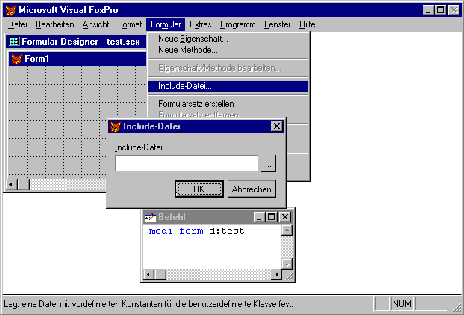 Microsoft Visual FoxPro
Datei Bearbeiten Ansicht Format Formular Extras Programm Fenster Hilfe
Formular Designer test.scx
Form1
Neue Eigenschaft...
Neue Methode...
Eigenschaft/Methode bearbeiten...
Include-Datei...
Formularsatz erstellen
Formularsatz entfernen
Include-Datei
Include-Datei
...
OK
Abbrechen
Befehl
modi form d:test
Legt eine Datei mit vordefinierten Konstanten für die benutzerdefinierte Klasse fest.
NUM